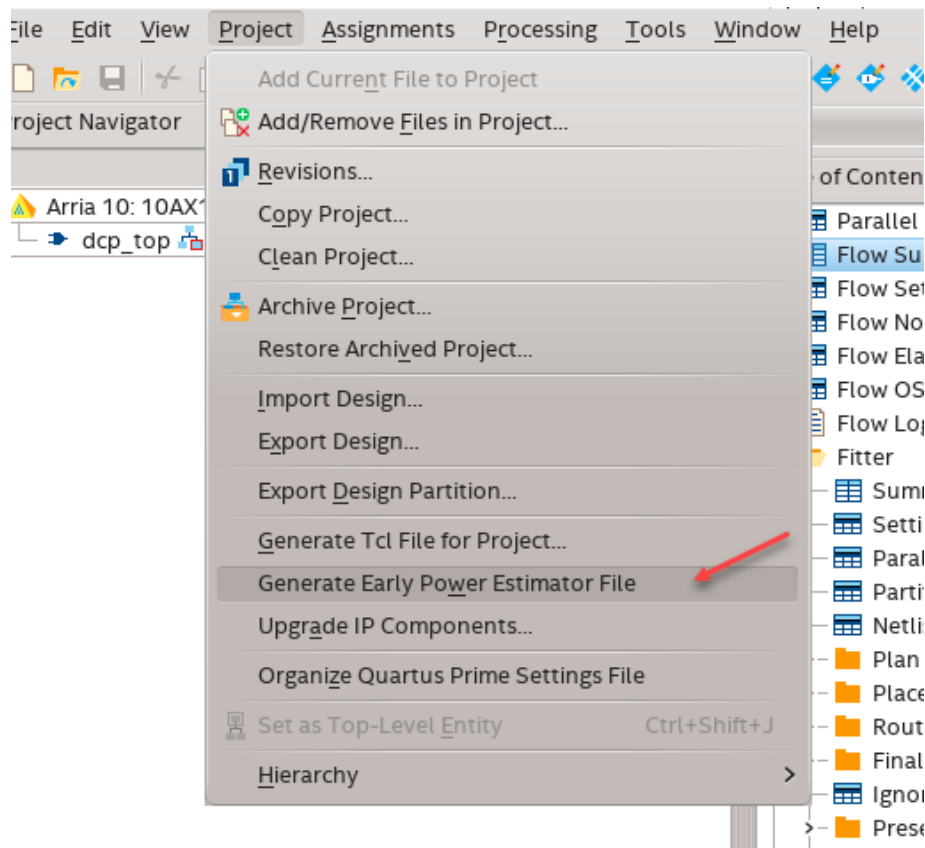 File Edit View Project Assignments Processing Tools Window Help
Project Navigator
Arria 10: 10AX
dcp_top
Add Current File to Project
Add/Remove Files in Project...
Revisions...
Copy Project...
Clean Project...
Archive Project...
Restore Archived Project...
Import Design...
Export Design...
Export Design Partition...
Generate Tcl File for Project...
Generate Early Power Estimator File
Upgrade IP Components...
Organize Quartus Prime Settings File
Set as Top-Level Entity Ctrl+Shift+J
Hierarchy
of Conten
Parallel
Flow Su
Flow Set
Flow No
Flow Ela
Flow OS
Flow Log
Fitter
Summ
Setti
Paral
Parti
Netli
Plan
Place
Rout
Final
Ignor
Prese